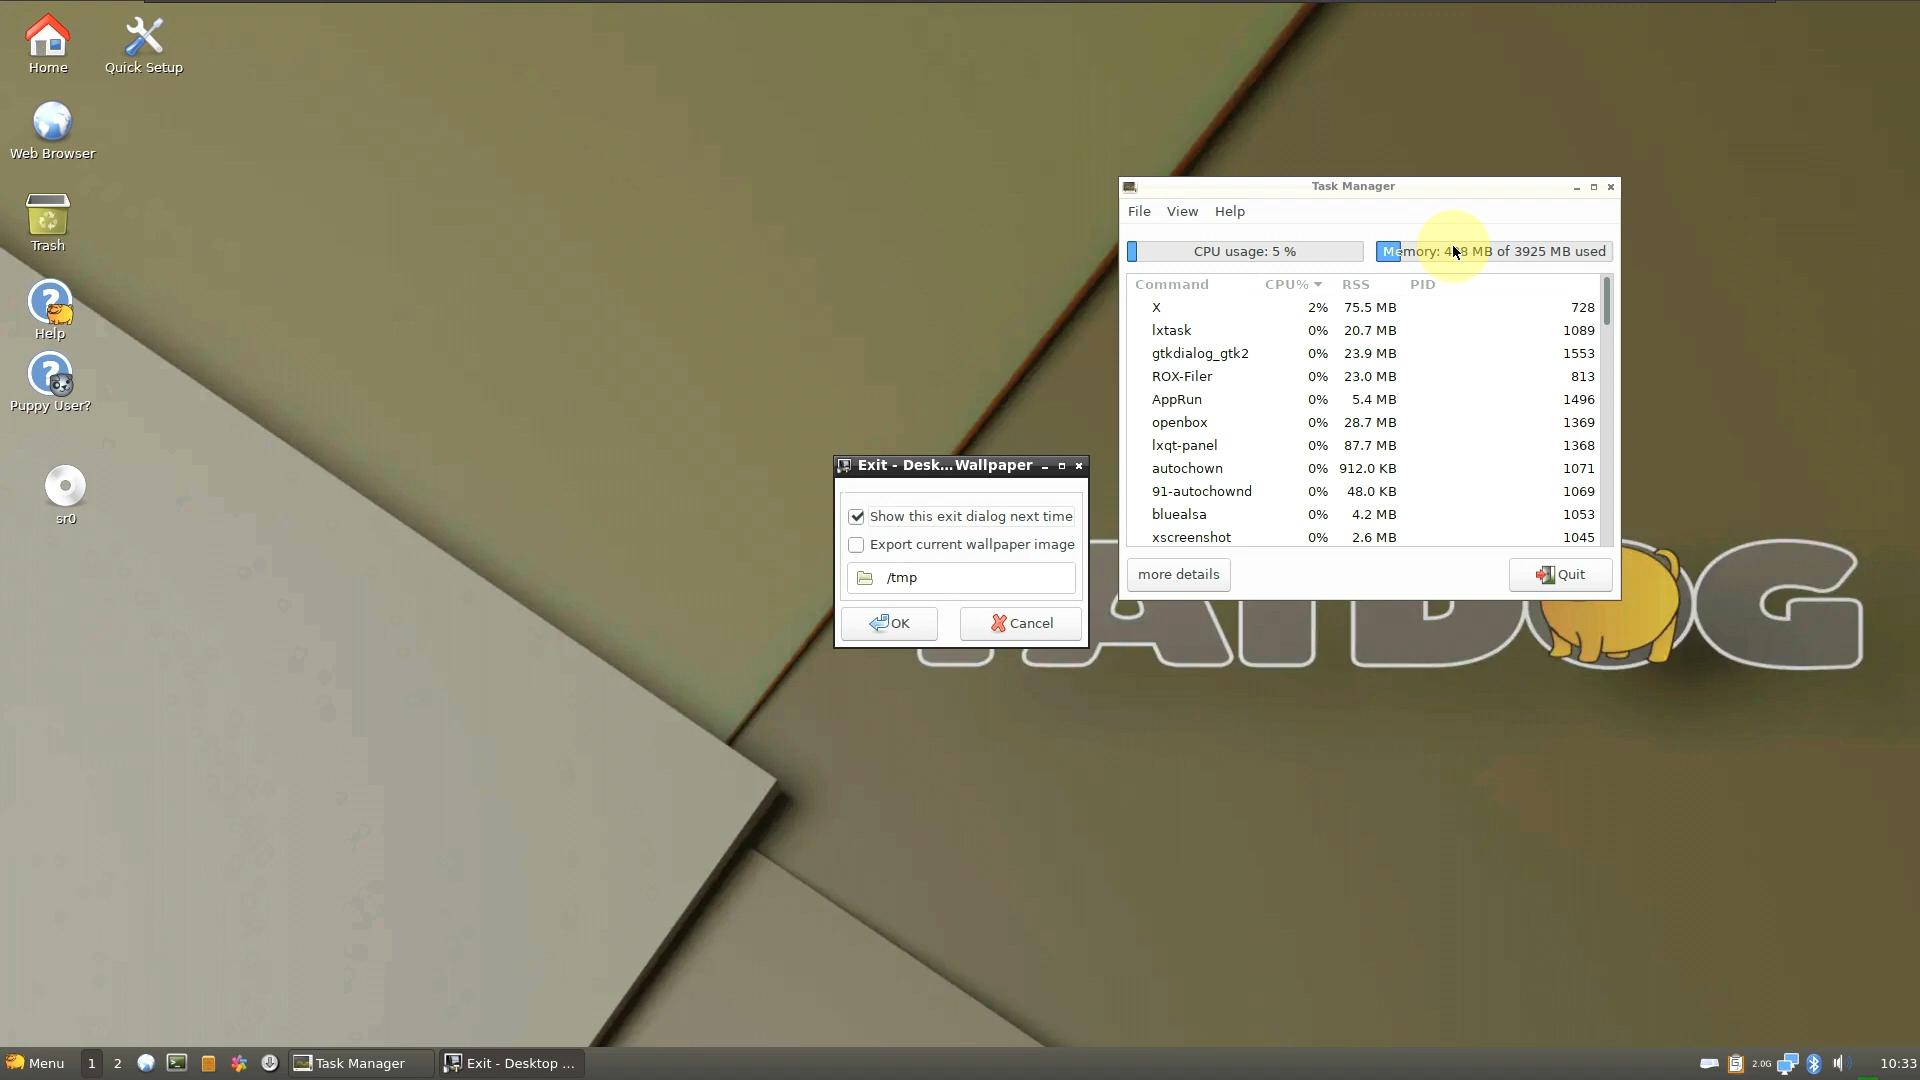 Home
Quick Setup
Web Browser
Trash
Help
Puppy User?
sr0
Task Manager
File View Help
CPU usage: 5 %
Memory: MB of 3925 MB used
Command CPU% RSS PID
X 2% 75.5 MB 728
lxtask 0% 20.7 MB 1089
gtkdialog_gtk2 0% 23.9 MB 1553
ROX-Filer 0% 23.0 MB 813
AppRun 0% 5.4 MB 1496
openbox 0% 28.7 MB 1369
lxqt-panel 0% 87.7 MB 1368
autochown 0% 912.0 KB 1071
91-autochownd 0% 48.0 KB 1069
bluealsa 0% 4.2 MB 1053
xscreenshot 0% 2.6 MB 1045
more details
Quit
Exit - Desk...Wallpaper
Show this exit dialog next time
Export current wallpaper image
/tmp
OK
Cancel
Menu 1 2 Task Manager Exit - Desktop ... 2.0G 10:33